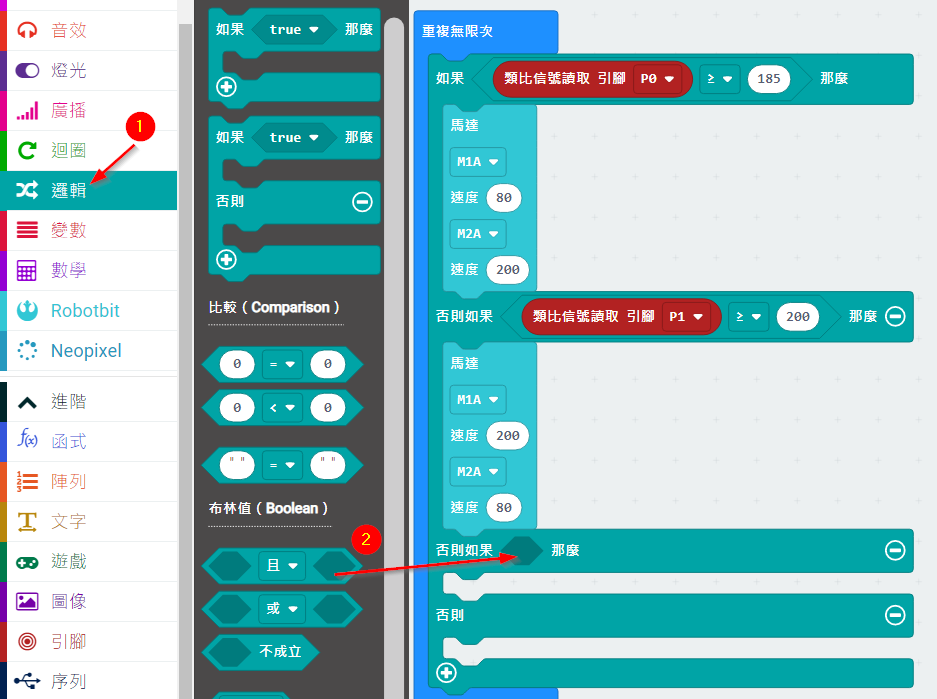 音效
燈光
廣播
1
迴圈
邏輯
變數
數學
Robotbit
Neopixel
進階
f(x) 函式
陣列
文字
遊戲
圖像
引腳
序列
如果 true 那麼
如果 true 那麼
否則
比較（Comparison）
0 = 0
0 < 0
" " = " "
布林值（Boolean）
2
且
或
不成立
重複無限次
如果 類比信號讀取 引腳 P0 ≥ 185 那麼
馬達
M1A
速度 80
M2A
速度 200
否則如果 類比信號讀取 引腳 P1 ≥ 200 那麼
馬達
M1A
速度 200
M2A
速度 80
否則如果 那麼
否則